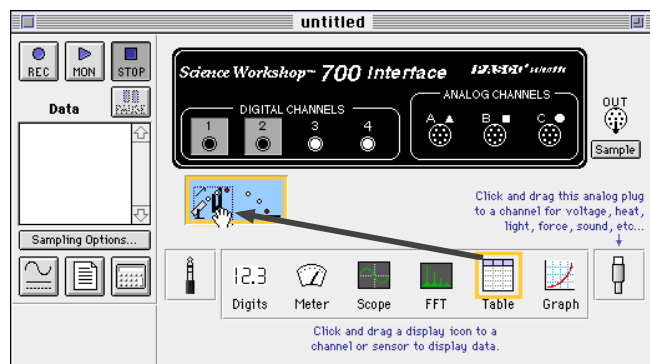 untitled
REC MON STOP
PAUSE
Data
Sampling Options...
Science Workshop™ 700 Interface PASCO scientific
DIGITAL CHANNELS
1 2 3 4
ANALOG CHANNELS
A B C
OUT
Sample
Click and drag this analog plug
to a channel for voltage, heat,
light, force, sound, etc...
12.3
Digits Meter Scope FFT Table Graph
Click and drag a display icon to a
channel or sensor to display data.